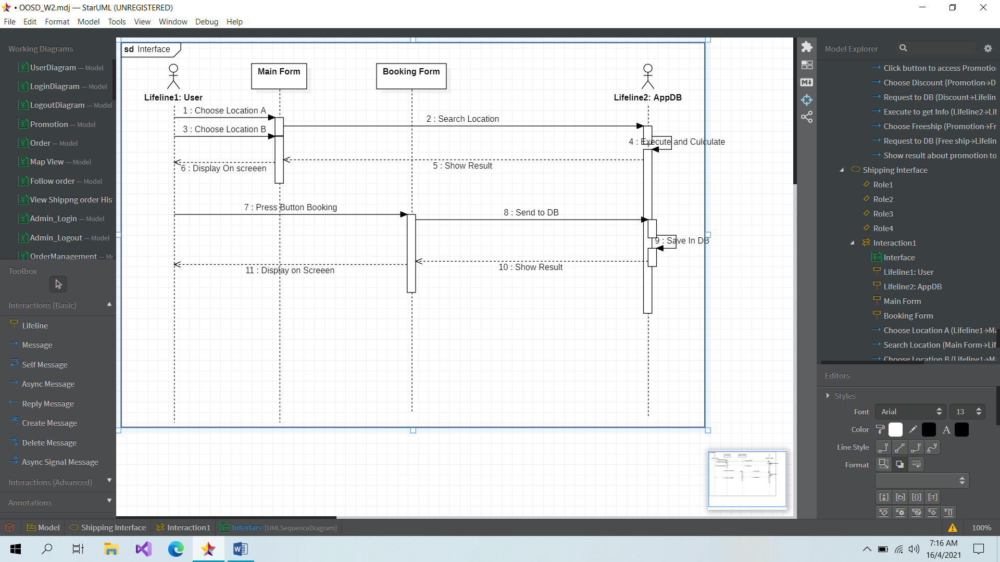 • OOSD_W2.mdj — StarUML (UNREGISTERED)
File Edit Format Model Tools View Window Debug Help
Working Diagrams
UserDiagram — Model
LoginDiagram — Model
LogoutDiagram — Model
Promotion — Model
Order — Model
Map View — Model
Follow order — Model
View Shippng order His
Admin_Login — Model
Admin_Logout — Model
OrderManagement — Mo
Toolbox
Interactions (Basic)
Lifeline
Message
Self Message
Async Message
Reply Message
Create Message
Delete Message
Async Signal Message
Interactions (Advanced)
Annotations
sd Interface
Main Form
Booking Form
Lifeline1: User
Lifeline2: AppDB
1 : Choose Location A
2 : Search Location
3 : Choose Location B
4 : Execute and Culculate
5 : Show Result
6 : Display On screeen
7 : Press Button Booking
8 : Send to DB
9 : Save In DB
10 : Show Result
11 : Display on Screeen
Model Explorer
Click button to access Promotio
Choose Discount (Promotion→D
Request to DB (Discount→Lifelin
Execute to get Info (Lifeline2→Lif
Choose Freeship (Promotion→Fr
Request to DB (Free ship→Lifelin
Show result about promotion to
Shipping Interface
Role1
Role2
Role3
Role4
Interaction1
Interface
Lifeline1: User
Lifeline2: AppDB
Main Form
Booking Form
Choose Location A (Lifeline1→Ma
Search Location (Main Form→Lif
Choose Location B (Lifeline1→Ma
Editors
Styles
Font Arial 13
Color A
Line Style
Format
Model Shipping Interface Interaction1 Interface [UMLSequenceDiagram] 100%
7:16 AM
16/4/2021